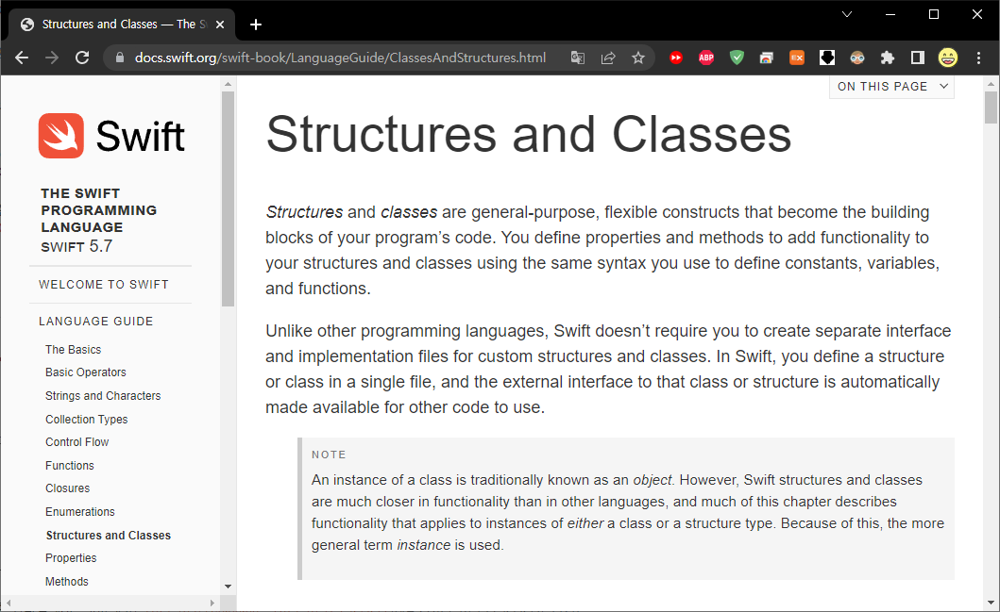 Structures and Classes — The S
docs.swift.org/swift-book/LanguageGuide/ClassesAndStructures.html
ABP
EX
ON THIS PAGE
Swift
THE SWIFT
PROGRAMMING
LANGUAGE
SWIFT 5.7
WELCOME TO SWIFT
LANGUAGE GUIDE
The Basics
Basic Operators
Strings and Characters
Collection Types
Control Flow
Functions
Closures
Enumerations
Structures and Classes
Properties
Methods
Structures and Classes
Structures and classes are general-purpose, flexible constructs that become the building
blocks of your program’s code. You define properties and methods to add functionality to
your structures and classes using the same syntax you use to define constants, variables,
and functions.
Unlike other programming languages, Swift doesn’t require you to create separate interface
and implementation files for custom structures and classes. In Swift, you define a structure
or class in a single file, and the external interface to that class or structure is automatically
made available for other code to use.
NOTE
An instance of a class is traditionally known as an object. However, Swift structures and classes
are much closer in functionality than in other languages, and much of this chapter describes
functionality that applies to instances of either a class or a structure type. Because of this, the more
general term instance is used.